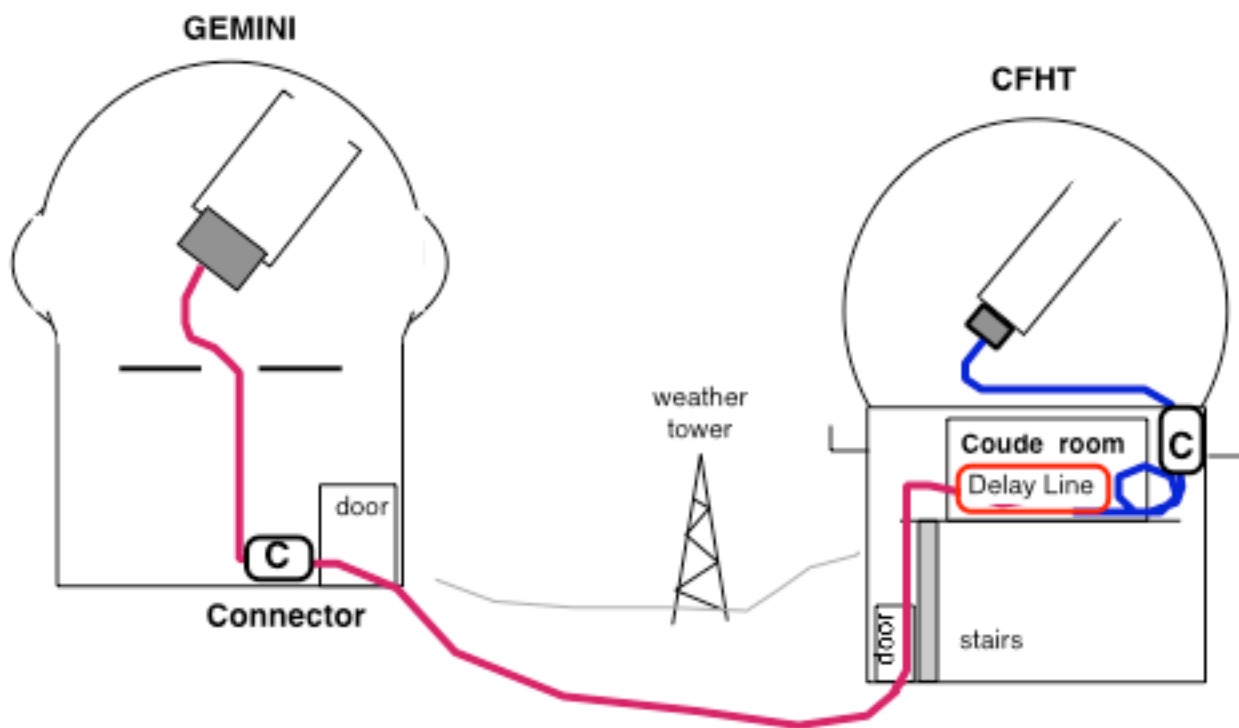 GEMINI
CFHT
weather
tower
Coude room
C
Delay Line
door
C
Connector
door
stairs